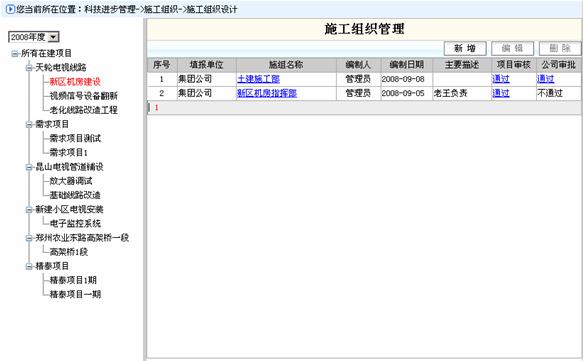 您当前所在位置：科技进步管理->施工组织->施工组织设计
2008年度
所有在建项目
天轮电视线路
新区机房建设
视频信号设备翻新
老化线路改造工程
需求项目
需求项目测试
需求项目1
昆山电视管道铺设
放大器调试
基础线路改造
新建小区电视安装
电子监控系统
郑州农业东路高架桥一段
高架桥1段
精泰项目
精泰项目1期
精泰项目一期
施工组织管理
新 增 编 辑 删 除
序号 填报单位 施组名称 编制人 编制日期 主要描述 项目审核 公司审批
1 集团公司 土建施工部 管理员 2008-09-08 通过 通过
2 集团公司 新区机房指挥部 管理员 2008-09-05 老王负责 通过 不通过
1